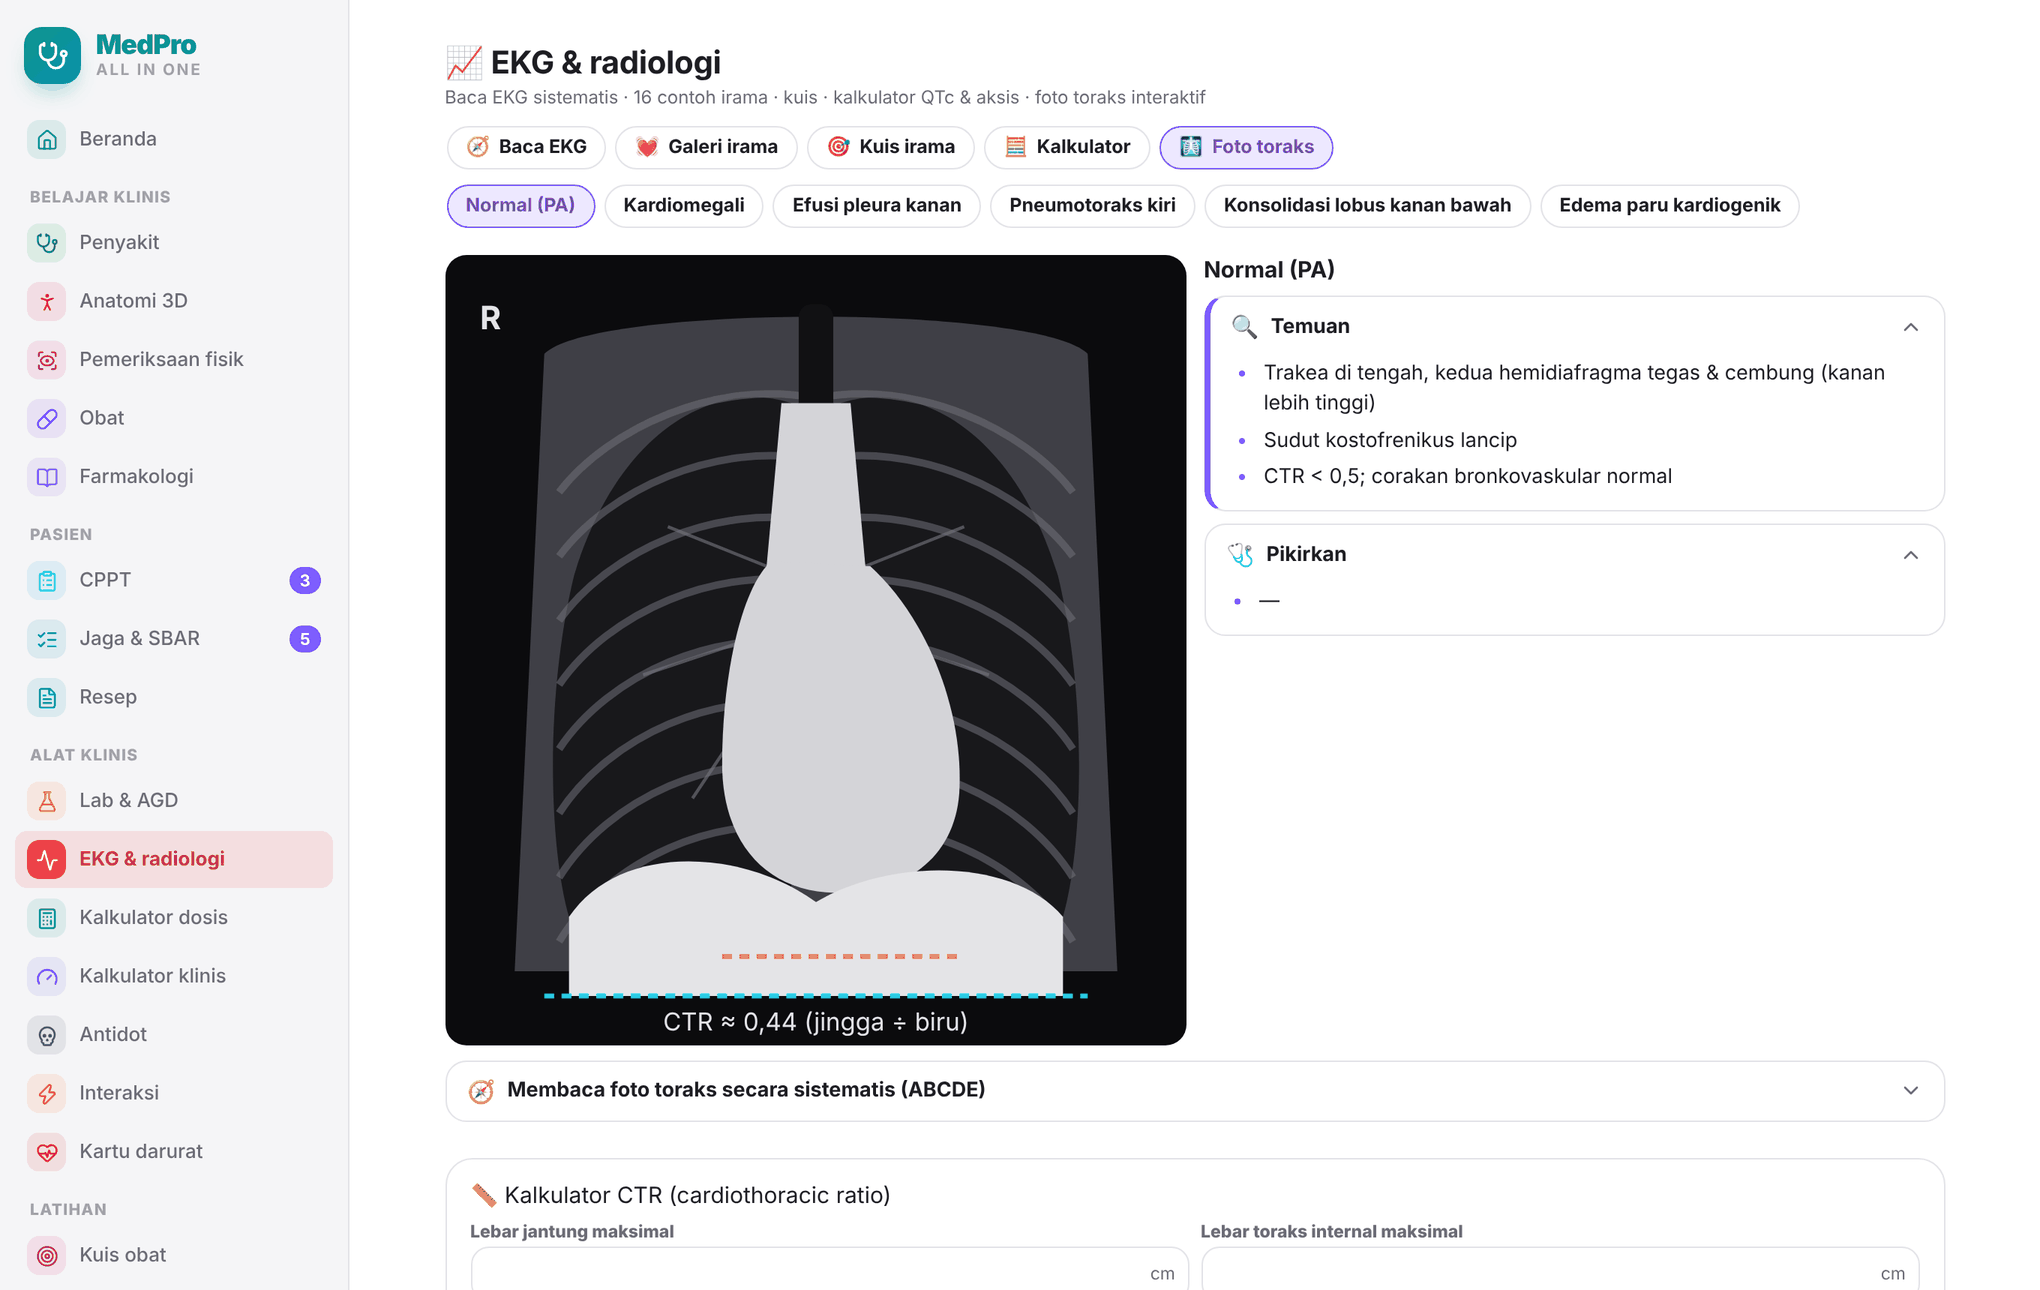 MedPro
ALL IN ONE
Beranda
BELAJAR KLINIS
Penyakit
Anatomi 3D
Pemeriksaan fisik
Obat
Farmakologi
PASIEN
CPPT 3
Jaga & SBAR 5
Resep
ALAT KLINIS
Lab & AGD
EKG & radiologi
Kalkulator dosis
Kalkulator klinis
Antidot
Interaksi
Kartu darurat
LATIHAN
Kuis obat
EKG & radiologi
Baca EKG sistematis · 16 contoh irama · kuis · kalkulator QTc & aksis · foto toraks interaktif
Baca EKG Galeri irama Kuis irama Kalkulator Foto toraks
Normal (PA) Kardiomegali Efusi pleura kanan Pneumotoraks kiri Konsolidasi lobus kanan bawah Edema paru kardiogenik
R
CTR ≈ 0,44 (jingga ÷ biru)
Normal (PA)
Temuan
Trakea di tengah, kedua hemidiafragma tegas & cembung (kanan
lebih tinggi)
Sudut kostofrenikus lancip
CTR < 0,5; corakan bronkovaskular normal
Pikirkan
—
Membaca foto toraks secara sistematis (ABCDE)
Kalkulator CTR (cardiothoracic ratio)
Lebar jantung maksimal
cm
Lebar toraks internal maksimal
cm